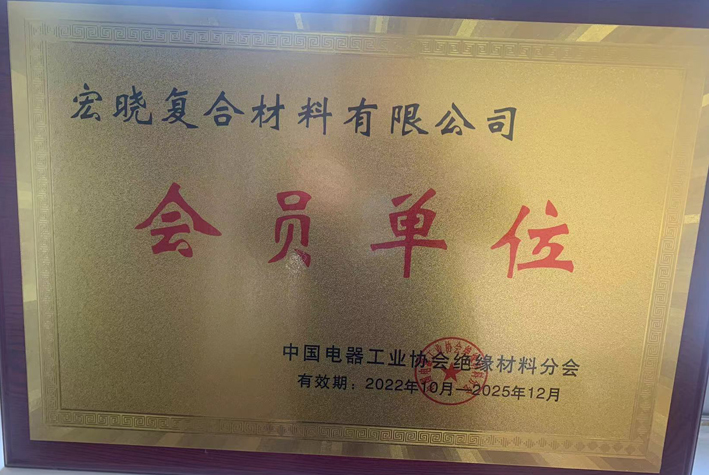 宏晓复合材料有限公司
会员单位
中国电器工业协会绝缘材料分会
有效期：2022年10月—2025年12月